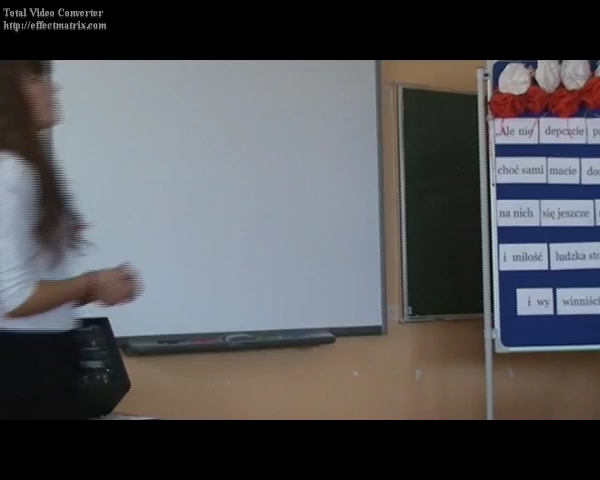 Total Video Converter
http://effectmatrix.com
Ale nie depczcie
choć sami macie
na nich się jeszcze
i miłość ludzka
i wy